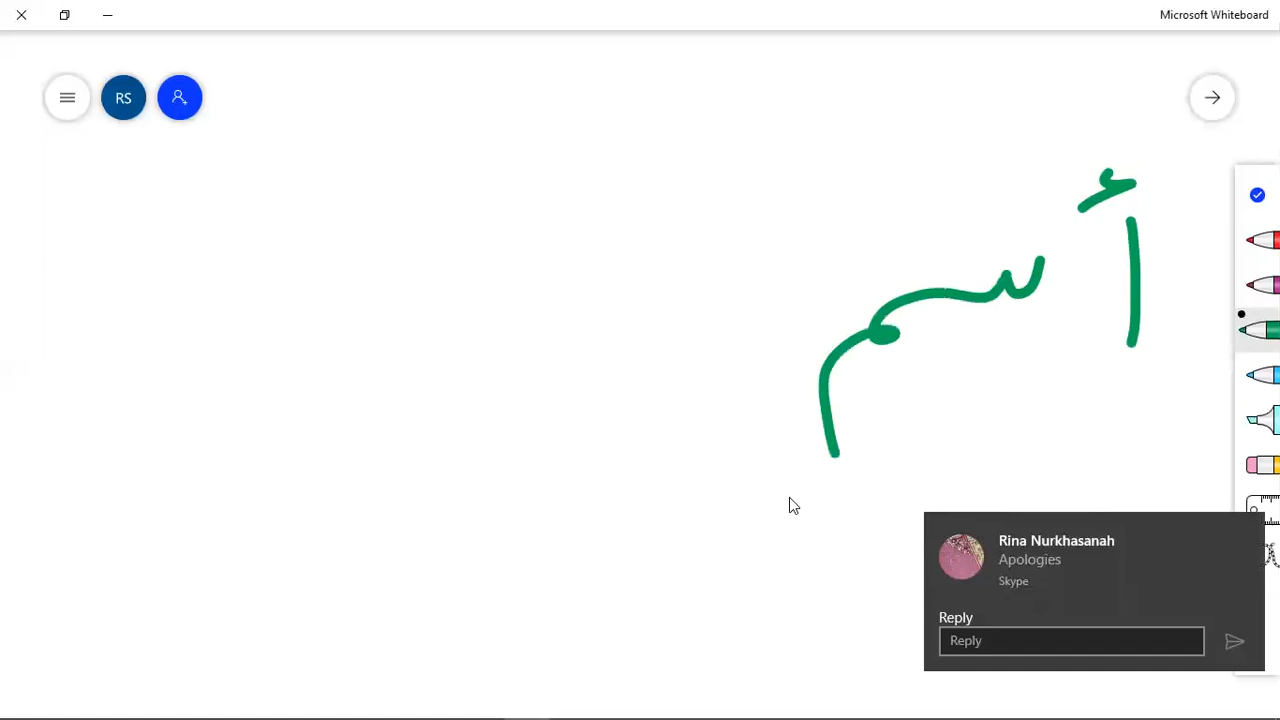 Microsoft Whiteboard
RS
أسم
Rina Nurkhasanah
Apologies
Skype
Reply
Reply